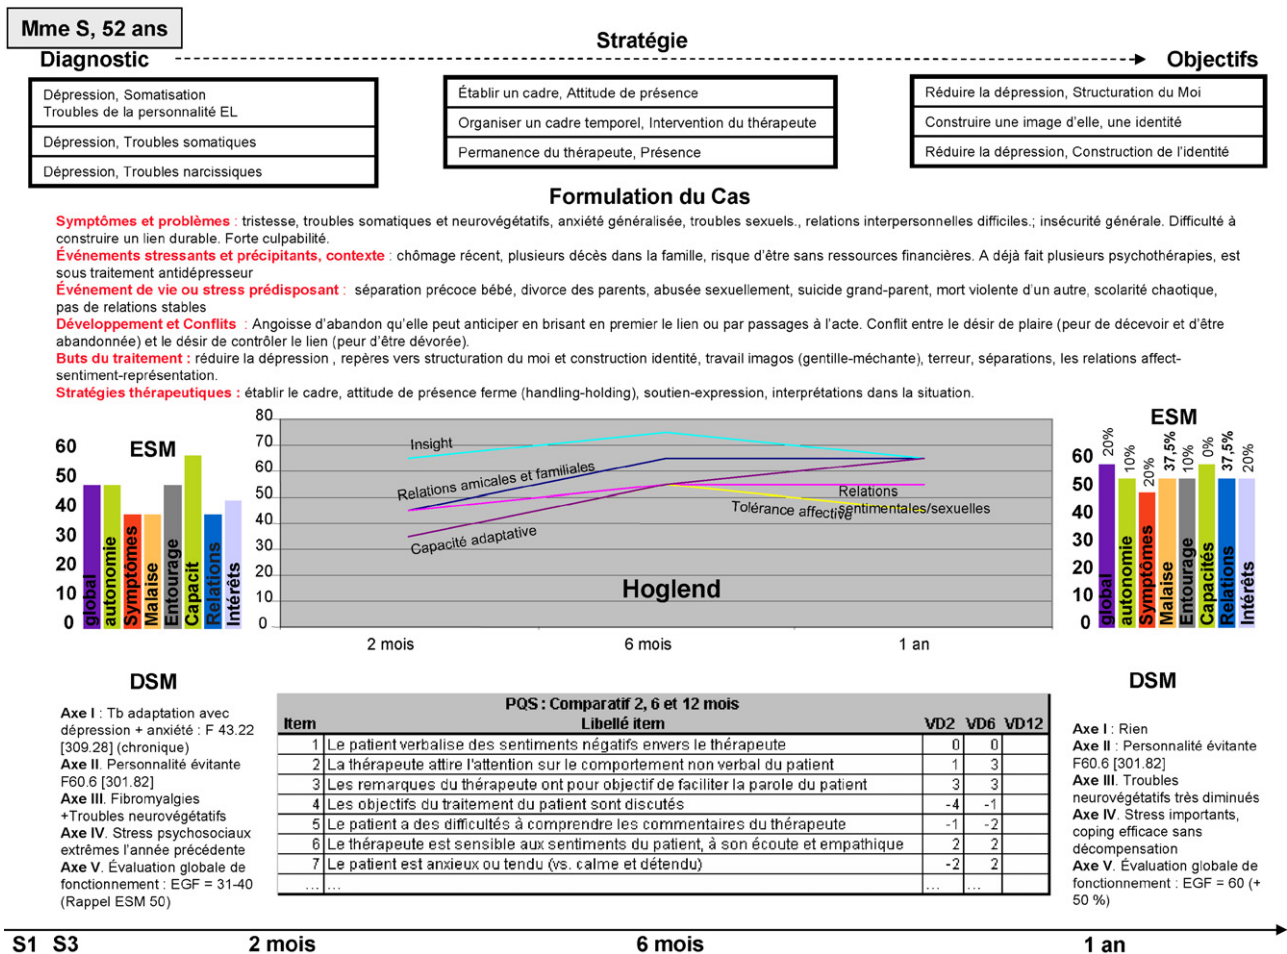 Mme S, 52 ans
Stratégie
Diagnostic
Objectifs
Dépression, Somatisation
Troubles de la personnalité EL
Dépression, Troubles somatiques
Dépression, Troubles narcissiques
Établir un cadre, Attitude de présence
Organiser un cadre temporel, Intervention du thérapeute
Permanence du thérapeute, Présence
Réduire la dépression, Structuration du Moi
Construire une image d'elle, une identité
Réduire la dépression, Construction de l'identité
Formulation du Cas
Symptômes et problèmes : tristesse, troubles somatiques et neurovégétatifs, anxiété généralisée, troubles sexuels., relations interpersonnelles difficiles.; insécurité générale. Difficulté à
construire un lien durable. Forte culpabilité.
Événements stressants et précipitants, contexte : chômage récent, plusieurs décès dans la famille, risque d'être sans ressources financières. A déjà fait plusieurs psychothérapies, est
sous traitement antidépresseur
Événement de vie ou stress prédisposant : séparation précoce bébé, divorce des parents, abusée sexuellement, suicide grand-parent, mort violente d'un autre, scolarité chaotique,
pas de relations stables
Développement et Conflits : Angoisse d'abandon qu'elle peut anticiper en brisant en premier le lien ou par passages à l'acte. Conflit entre le désir de plaire (peur de décevoir et d'être
abandonnée) et le désir de contrôler le lien (peur d'être dévorée).
Buts du traitement : réduire la dépression , repères vers structuration du moi et construction identité, travail imagos (gentille-méchante), terreur, séparations, les relations affect-
sentiment-représentation.
Stratégies thérapeutiques : établir le cadre, attitude de présence ferme (handling-holding), soutien-expression, interprétations dans la situation.
ESM
60
50
40
30
20
10
0
global
autonomie
Symptômes
Malaise
Entourage
Capacit
Relations
Intérêts
80
70
60
50
40
30
20
10
0
Insight
Relations amicales et familiales
Capacité adaptative
Relations
sentimentales/sexuelles
Tolérance affective
Hoglend
2 mois
6 mois
1 an
ESM
60
50
40
30
20
10
0
20%
10%
20%
37,5%
10%
0%
37,5%
20%
global
autonomie
Symptômes
Malaise
Entourage
Capacités
Relations
Intérêts
DSM
Axe I : Tb adaptation avec
dépression + anxiété : F 43.22
[309.28] (chronique)
Axe II. Personnalité évitante
F60.6 [301.82]
Axe III. Fibromyalgies
+Troubles neurovégétatifs
Axe IV. Stress psychosociaux
extrêmes l'année précédente
Axe V. Évaluation globale de
fonctionnement : EGF = 31-40
(Rappel ESM 50)
PQS : Comparatif 2, 6 et 12 mois
Item Libellé item VD2 VD6 VD12
1 Le patient verbalise des sentiments négatifs envers le thérapeute 0 0
2 La thérapeute attire l'attention sur le comportement non verbal du patient 1 3
3 Les remarques du thérapeute ont pour objectif de faciliter la parole du patient 3 3
4 Les objectifs du traitement du patient sont discutés -4 -1
5 Le patient a des difficultés à comprendre les commentaires du thérapeute -1 -2
6 Le thérapeute est sensible aux sentiments du patient, à son écoute et empathique 2 2
7 Le patient est anxieux ou tendu (vs. calme et détendu) -2 2
... ... ... ...
DSM
Axe I : Rien
Axe II : Personnalité évitante
F60.6 [301.82]
Axe III. Troubles
neurovégétatifs très diminués
Axe IV. Stress importants,
coping efficace sans
décompensation
Axe V. Évaluation globale de
fonctionnement : EGF = 60 (+
50 %)
S1 S3 2 mois 6 mois 1 an